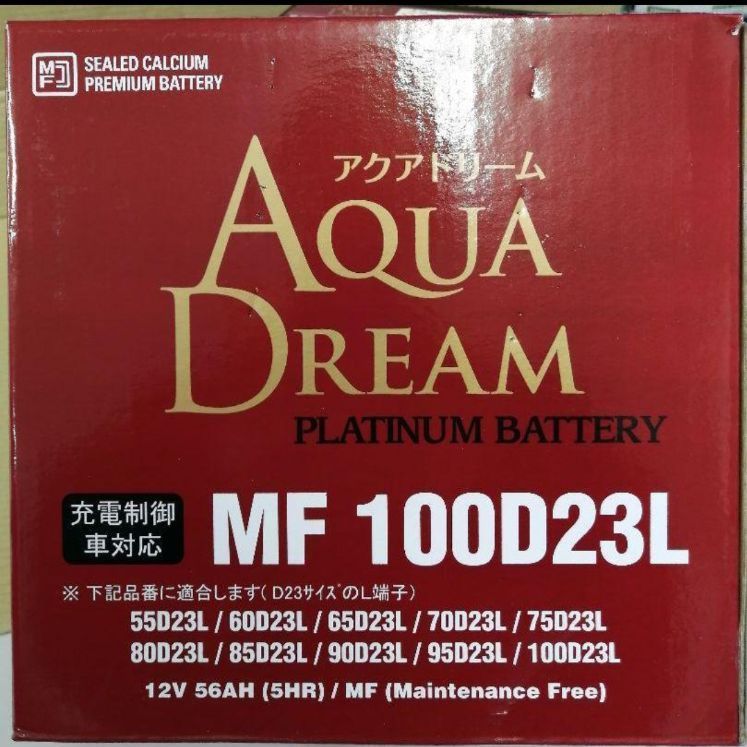 MF
SEALED CALCIUM
PREMIUM BATTERY
アクアドリーム
AQUA
DREAM
PLATINUM BATTERY
充電制御
車対応
MF 100D23L
※ 下記品番に適合します( D23ｻｲｽﾞのL端子)
55D23L / 60D23L / 65D23L / 70D23L / 75D23L
80D23L / 85D23L / 90D23L / 95D23L / 100D23L
12V 56AH (5HR) / MF (Maintenance Free)